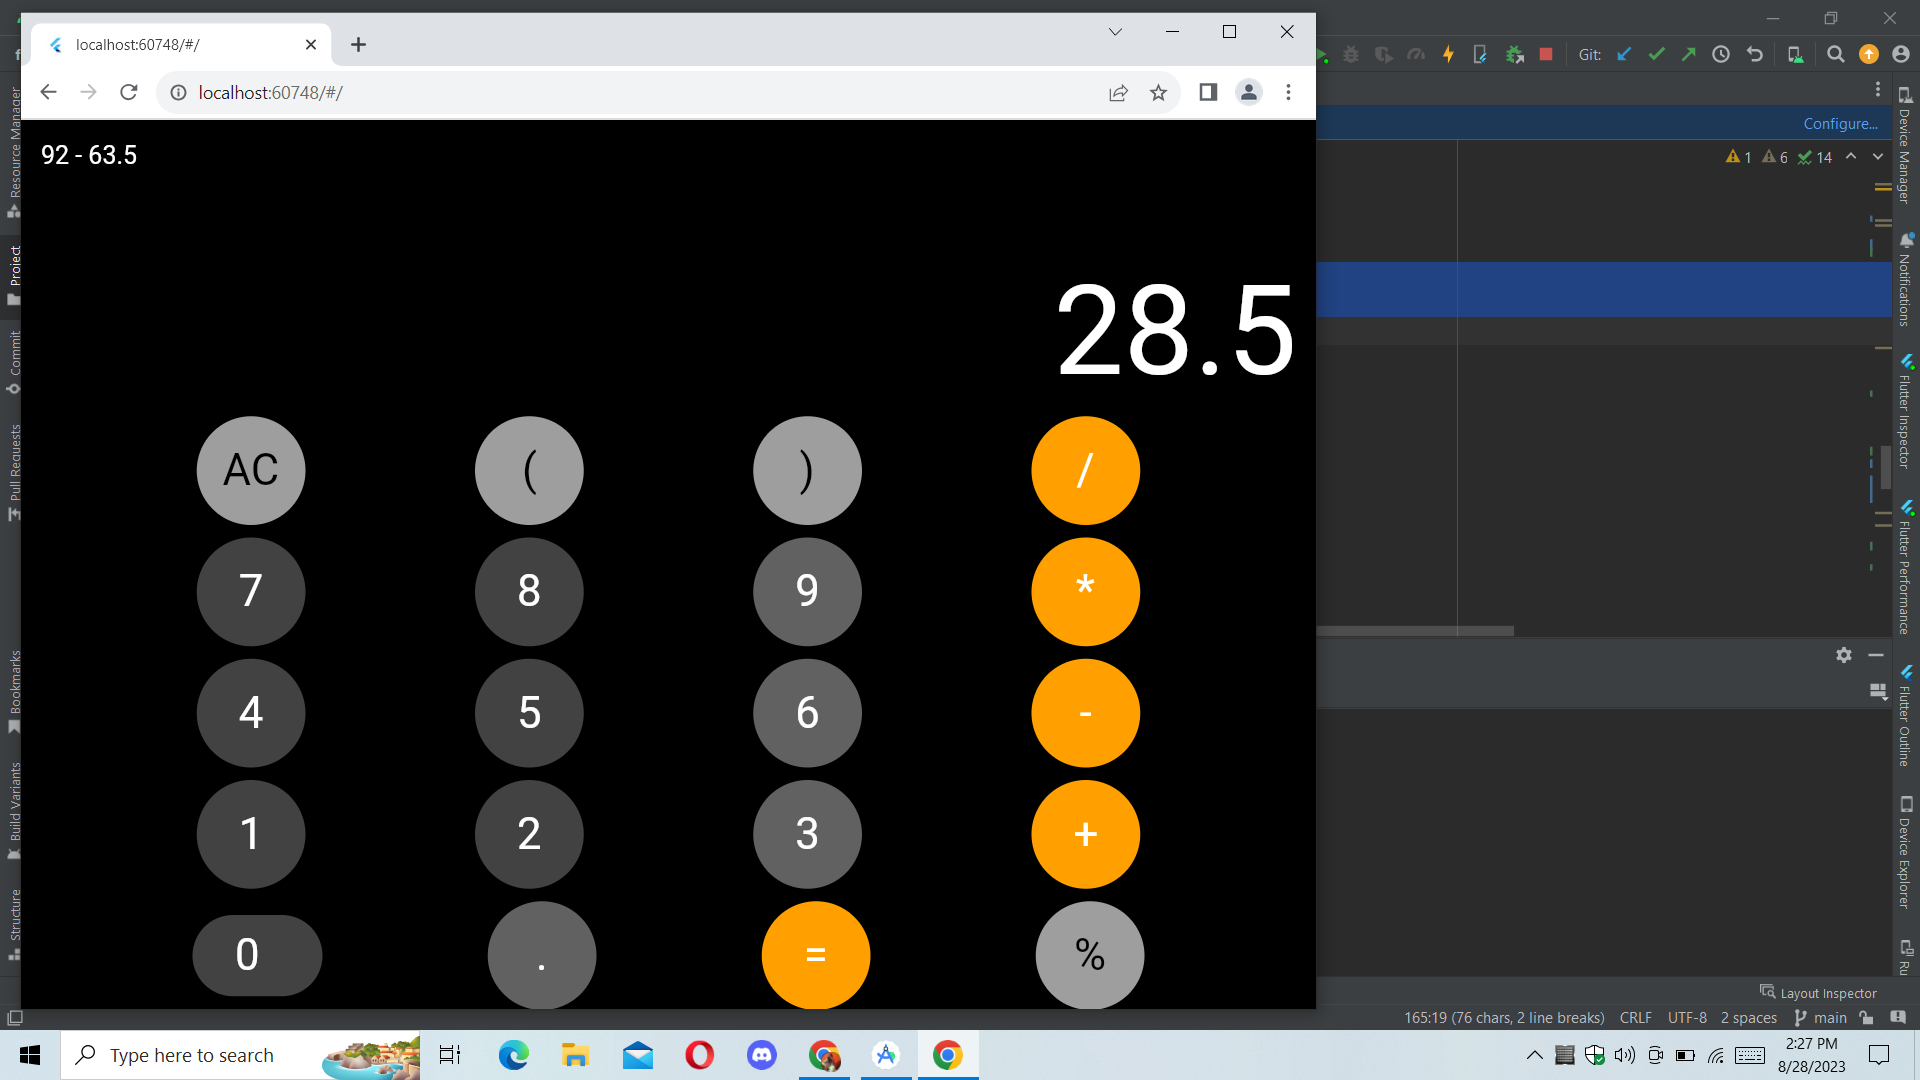 localhost:60748/#/
localhost:60748/#/
92 - 63.5
28.5
AC ( ) /
7 8 9 *
4 5 6 -
1 2 3 +
0 . = %
Git:
Configure...
1 6 14
Resource Manager
Project
Commit
Pull Requests
Bookmarks
Build Variants
Structure
Device Manager
Notifications
Flutter Inspector
Flutter Performance
Flutter Outline
Device Explorer
Ru
Layout Inspector
165:19 (76 chars, 2 line breaks) CRLF UTF-8 2 spaces main
Type here to search
2:27 PM
8/28/2023